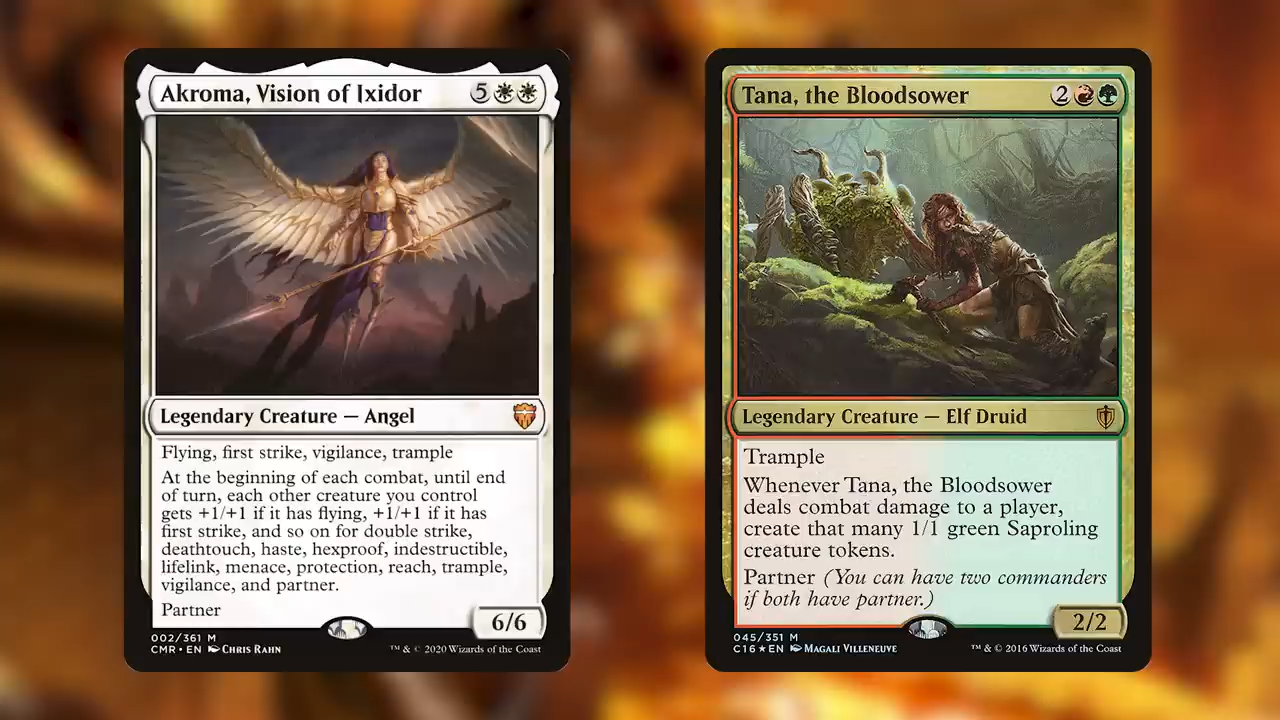 Akroma, Vision of Ixidor 5
Legendary Creature — Angel
Flying, first strike, vigilance, trample
At the beginning of each combat, until end
of turn, each other creature you control
gets +1/+1 if it has flying, +1/+1 if it has
first strike, and so on for double strike,
deathtouch, haste, hexproof, indestructible,
lifelink, menace, protection, reach, trample,
vigilance, and partner.
Partner
6/6
002/361 M
CMR • EN Chris Rahn
™ & © 2020 Wizards of the Coast
Tana, the Bloodsower 2
Legendary Creature — Elf Druid
Trample
Whenever Tana, the Bloodsower
deals combat damage to a player,
create that many 1/1 green Saproling
creature tokens.
Partner (You can have two commanders
if both have partner.)
2/2
045/351 M
C16 ★ EN Magali Villeneuve
™ & © 2016 Wizards of the Coast